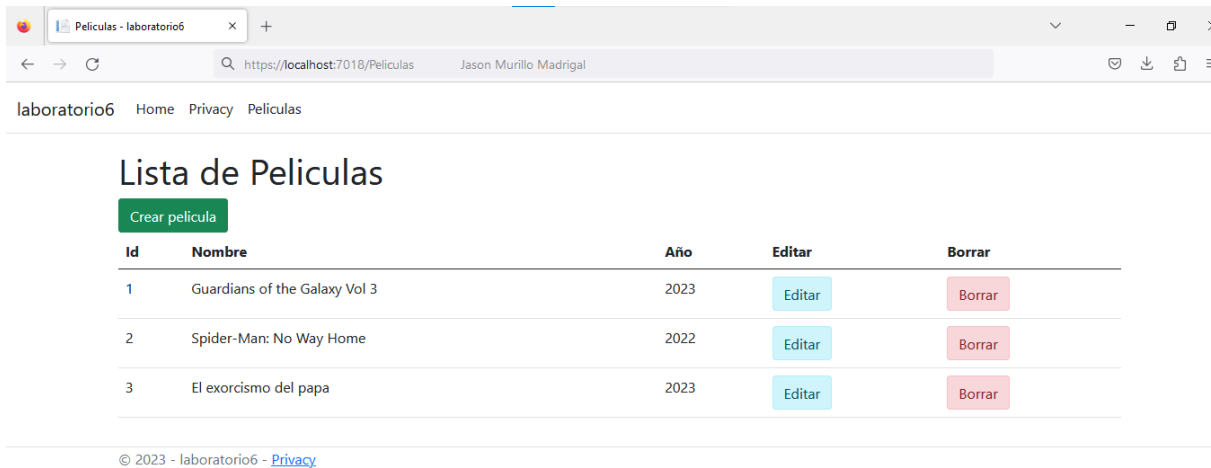 Peliculas - laboratorio6
https://localhost:7018/Peliculas Jason Murillo Madrigal
laboratorio6 Home Privacy Peliculas
Lista de Peliculas
Crear pelicula
Id Nombre Año Editar Borrar
1 Guardians of the Galaxy Vol 3 2023 Editar Borrar
2 Spider-Man: No Way Home 2022 Editar Borrar
3 El exorcismo del papa 2023 Editar Borrar
© 2023 - laboratorio6 - Privacy